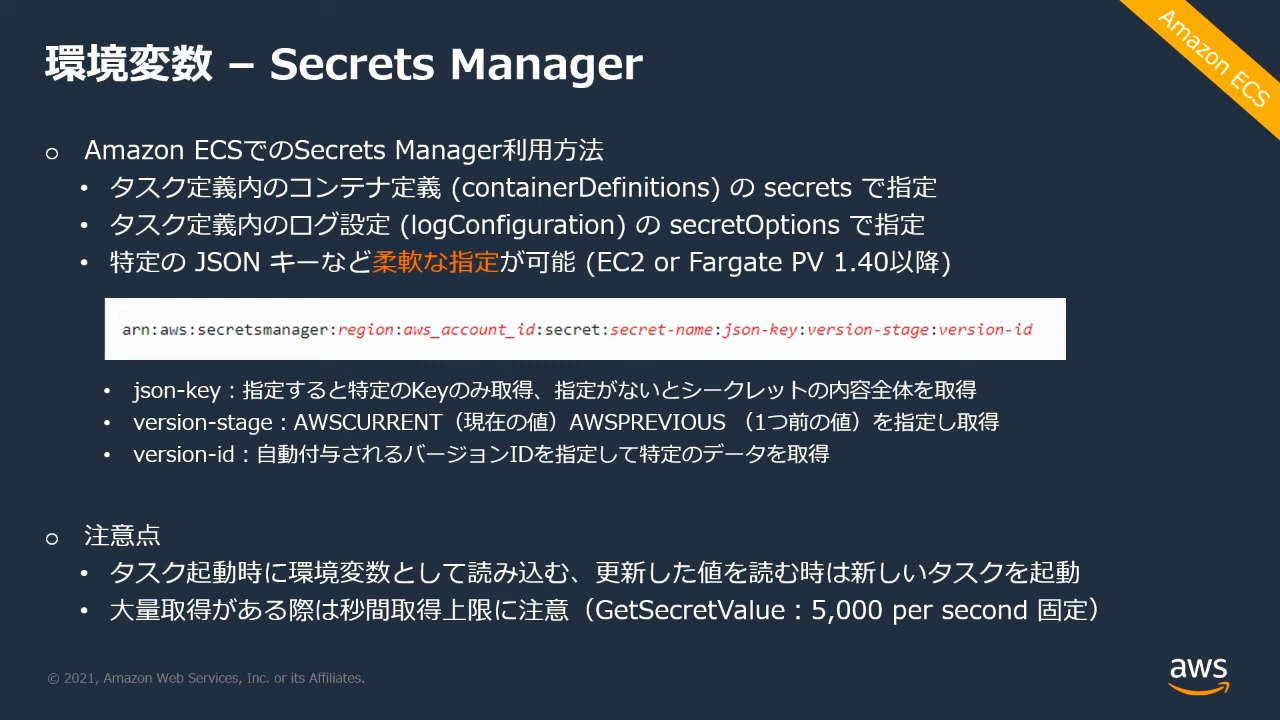 環境変数 – Secrets Manager
Amazon ECS
○ Amazon ECSでのSecrets Manager利用方法
• タスク定義内のコンテナ定義 (containerDefinitions) の secrets で指定
• タスク定義内のログ設定 (logConfiguration) の secretOptions で指定
• 特定の JSON キーなど柔軟な指定が可能 (EC2 or Fargate PV 1.40以降)
arn:aws:secretsmanager:region:aws_account_id:secret:secret-name:json-key:version-stage:version-id
• json-key：指定すると特定のKeyのみ取得、指定がないとシークレットの内容全体を取得
• version-stage：AWSCURRENT（現在の値）AWSPREVIOUS （1つ前の値）を指定し取得
• version-id：自動付与されるバージョンIDを指定して特定のデータを取得
○ 注意点
• タスク起動時に環境変数として読み込む、更新した値を読む時は新しいタスクを起動
• 大量取得がある際は秒間取得上限に注意（GetSecretValue：5,000 per second 固定）
© 2021, Amazon Web Services, Inc. or its Affiliates.
aws